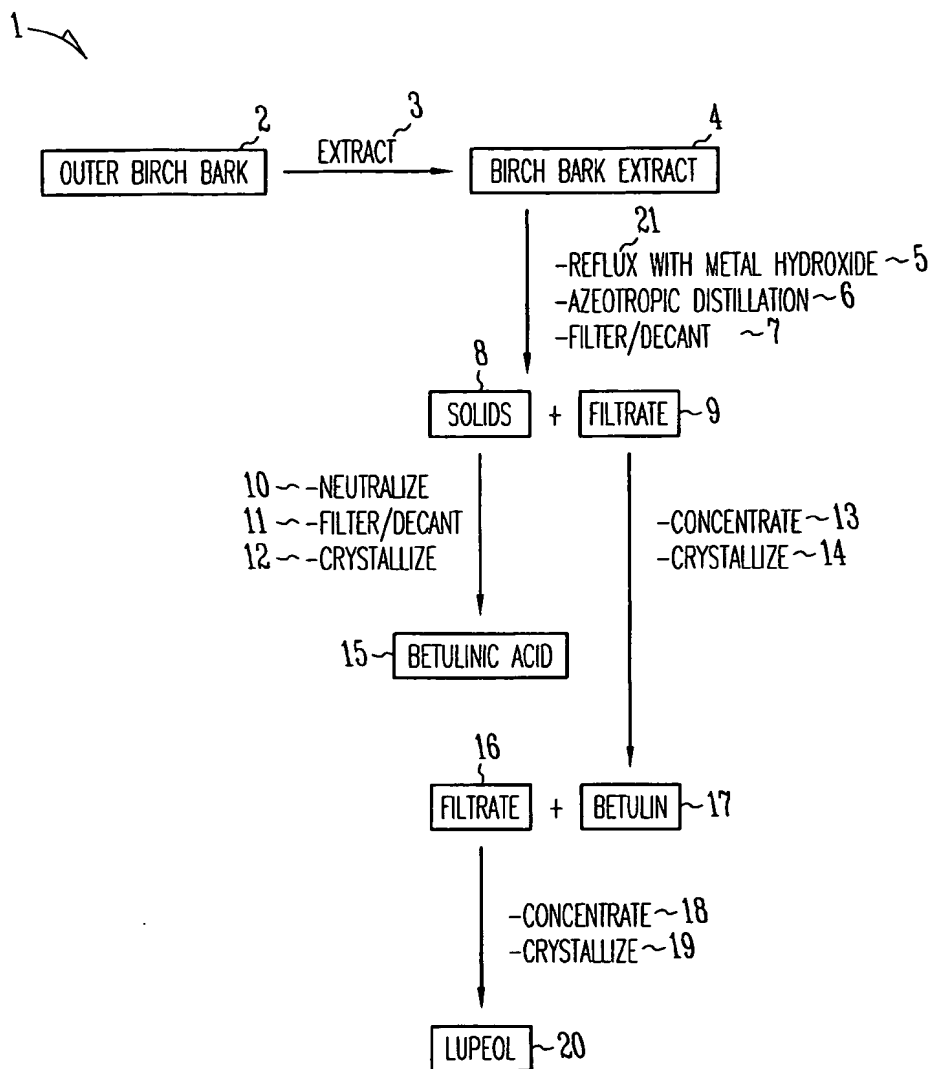 1
2
3
4
OUTER BIRCH BARK
EXTRACT
BIRCH BARK EXTRACT
21
-REFLUX WITH METAL HYDROXIDE 5
-AZEOTROPIC DISTILLATION 6
-FILTER/DECANT 7
8
SOLIDS + FILTRATE 9
10 -NEUTRALIZE
11 -FILTER/DECANT
12 -CRYSTALLIZE
-CONCENTRATE 13
-CRYSTALLIZE 14
15 BETULINIC ACID
16
FILTRATE + BETULIN 17
-CONCENTRATE 18
-CRYSTALLIZE 19
LUPEOL 20